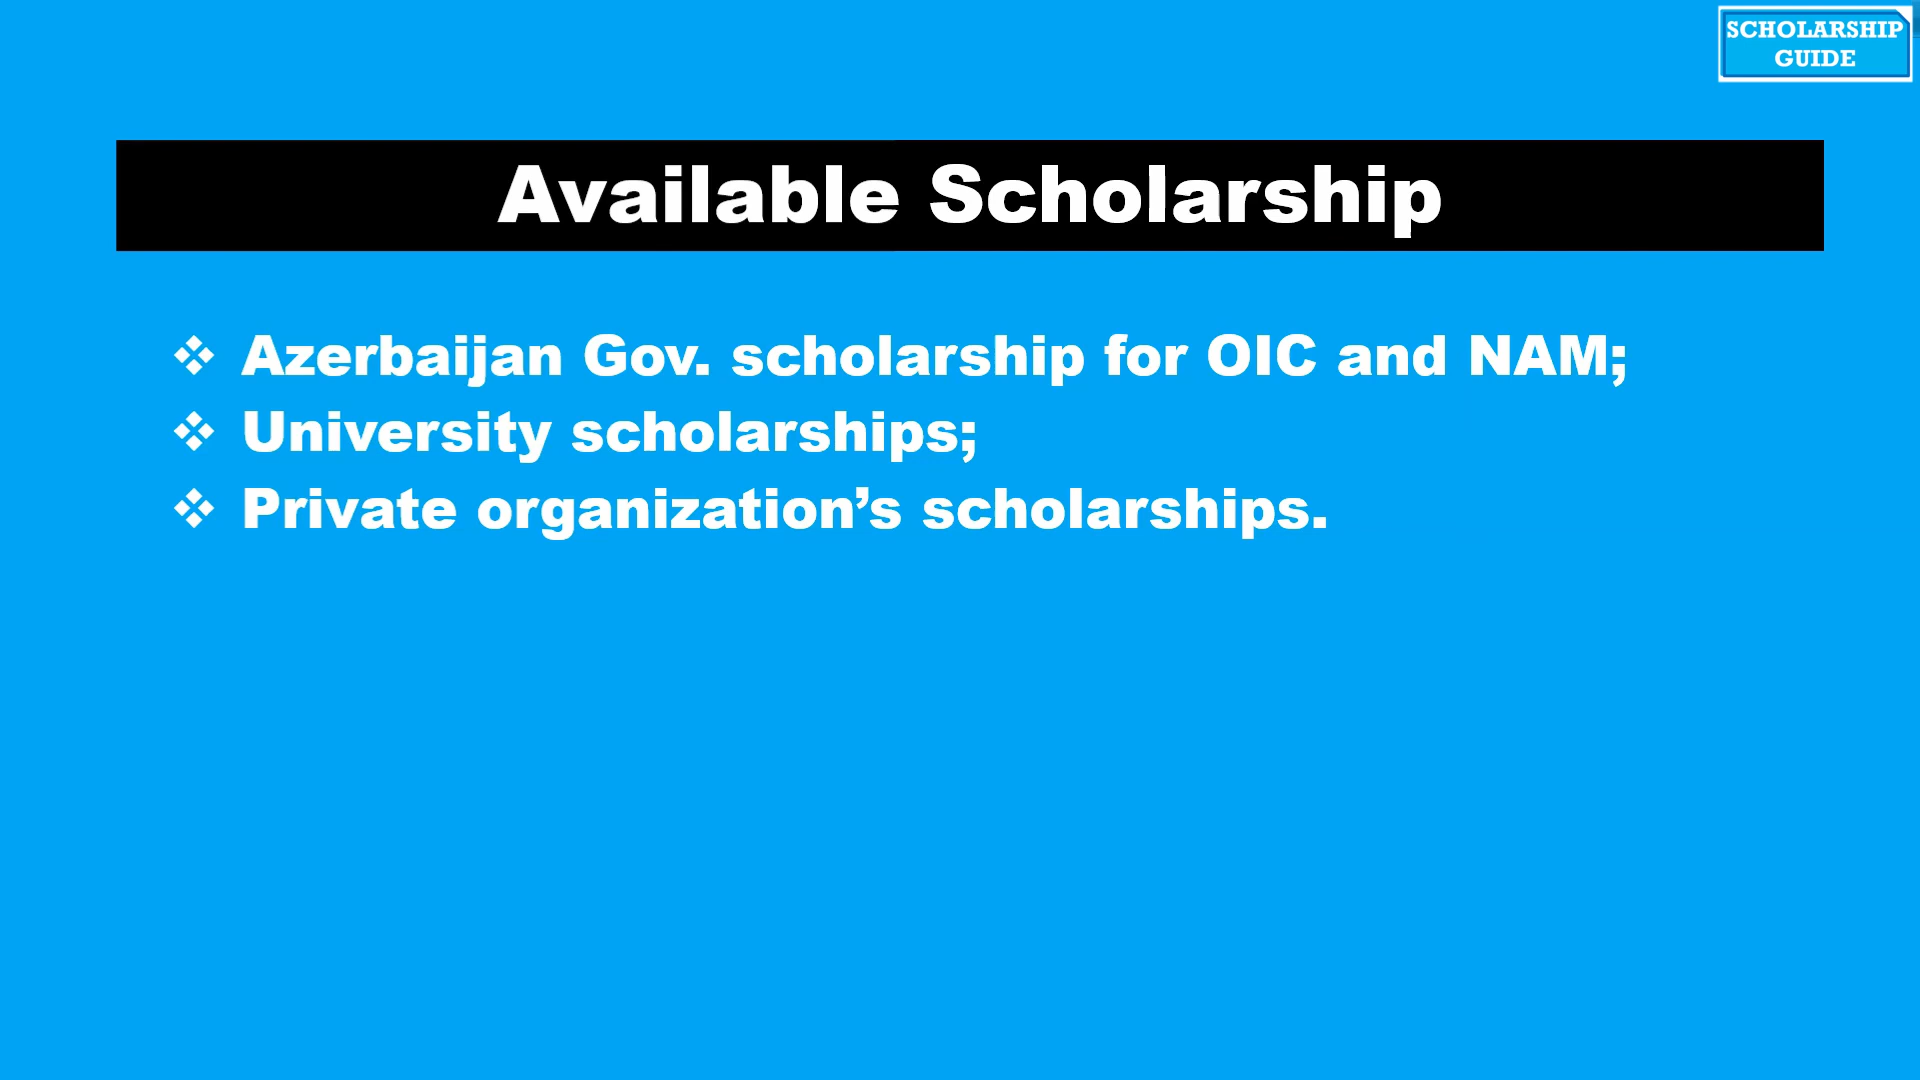 SCHOLARSHIP
GUIDE
Available Scholarship
❖ Azerbaijan Gov. scholarship for OIC and NAM;
❖ University scholarships;
❖ Private organization’s scholarships.